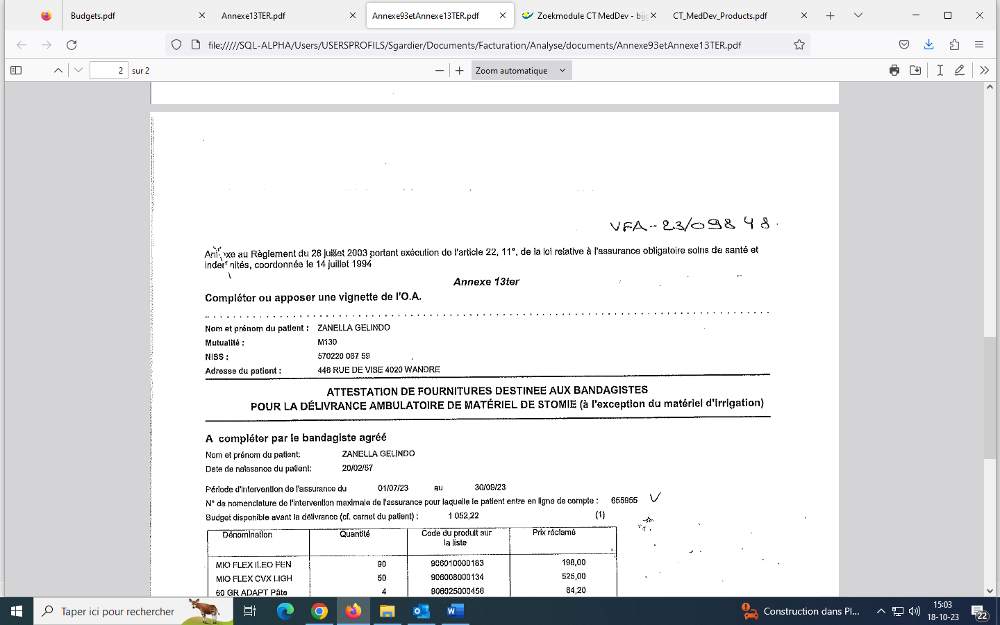 Budgets.pdf
Annexe13TER.pdf
Annexe93etAnnexe13TER.pdf
Zoekmodule CT MedDev - bijg
CT_MedDev_Products.pdf
file://///SQL-ALPHA/Users/USERSPROFILS/Sgardier/Documents/Facturation/Analyse/documents/Annexe93etAnnexe13TER.pdf
2 sur 2
Zoom automatique
VFA-23/09848.
Annexe au Règlement du 28 juillet 2003 portant exécution de l'article 22, 11°, de la loi relative à l'assurance obligatoire soins de santé et
indemnités, coordonnée le 14 juillet 1994
Annexe 13ter
Compléter ou apposer une vignette de l'O.A.
Nom et prénom du patient : ZANELLA GELINDO
Mutualité : M130
NISS : 570220 067 59
Adresse du patient : 446 RUE DE VISE 4020 WANDRE
ATTESTATION DE FOURNITURES DESTINEE AUX BANDAGISTES
POUR LA DÉLIVRANCE AMBULATOIRE DE MATÉRIEL DE STOMIE (à l'exception du matériel d'irrigation)
A compléter par le bandagiste agréé
Nom et prénom du patient: ZANELLA GELINDO
Date de naissance du patient: 20/02/57
Période d'intervention de l'assurance du 01/07/23 au 30/09/23
N° de nomenclature de l'intervention maximale de l'assurance pour laquelle le patient entre en ligne de compte : 655955
Budget disponible avant la délivrance (cf. carnet du patient) : 1 052,22 (1)
Dénomination Quantité Code du produit sur la liste Prix réclamé
MIO FLEX ILEO FEN 90 906010000183 198,00
MIO FLEX CVX LIGH 50 906008000134 526,00
60 GR ADAPT Pâte 4 906025000456 64,20
Taper ici pour rechercher
Construction dans Pl...
15:03
18-10-23
22